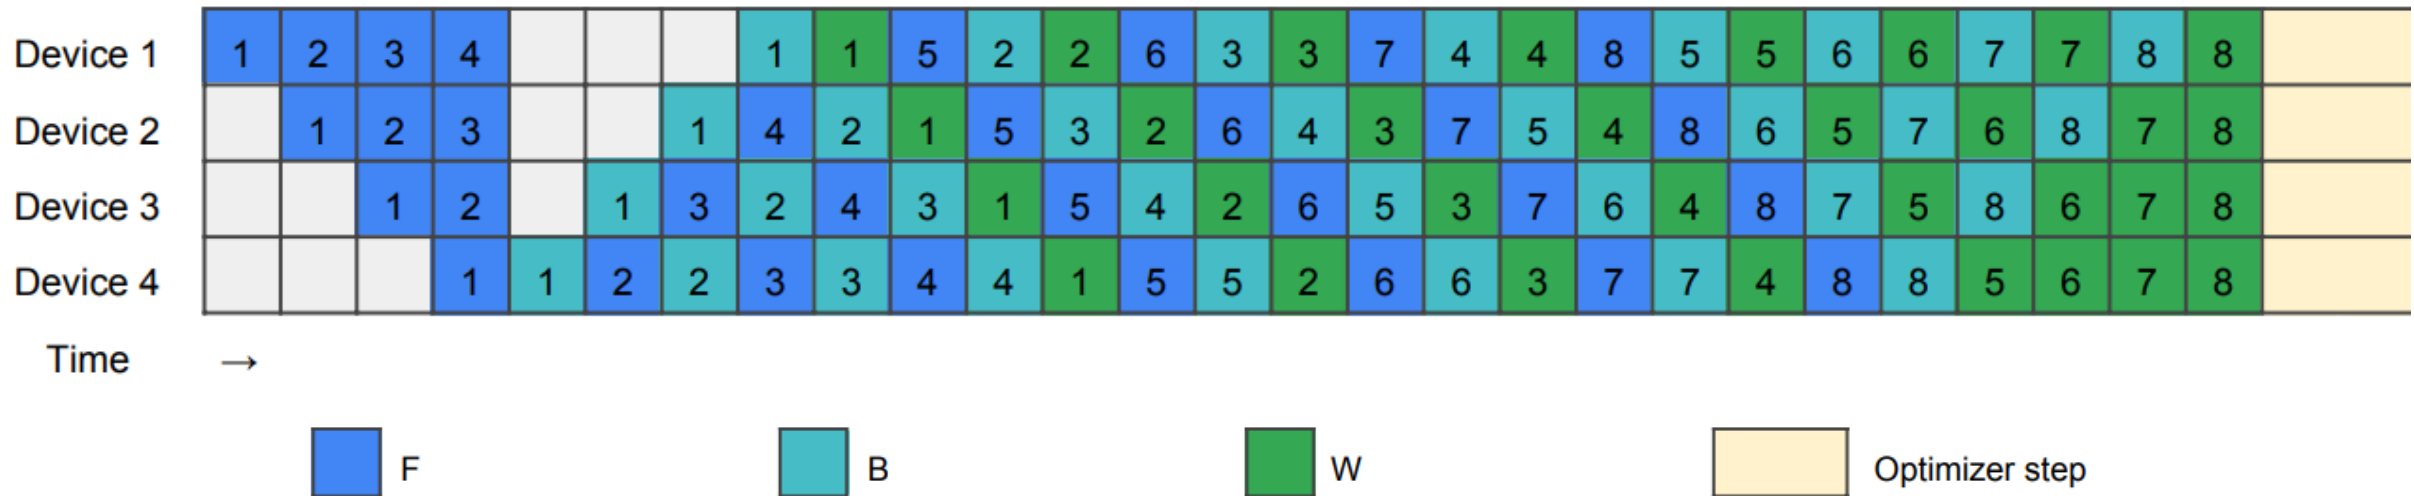 Device 1 1 2 3 4 1 1 5 2 2 6 3 3 7 4 4 8 5 5 6 6 7 7 8 8
Device 2 1 2 3 1 4 2 1 5 3 2 6 4 3 7 5 4 8 6 5 7 6 8 7 8
Device 3 1 2 1 3 2 4 3 1 5 4 2 6 5 3 7 6 4 8 7 5 8 6 7 8
Device 4 1 1 2 2 3 3 4 4 1 5 5 2 6 6 3 7 7 4 8 8 5 6 7 8
Time →
F B W Optimizer step